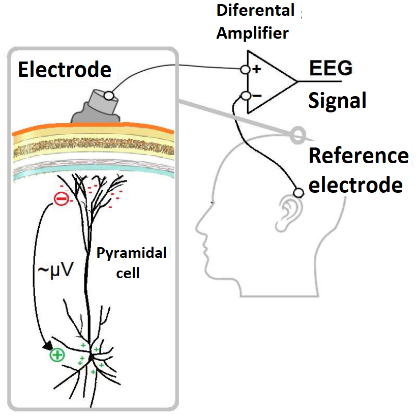 Diferental
Amplifier
Electrode
+
−
EEG
Signal
Reference
electrode
−
Pyramidal
cell
~µV
+